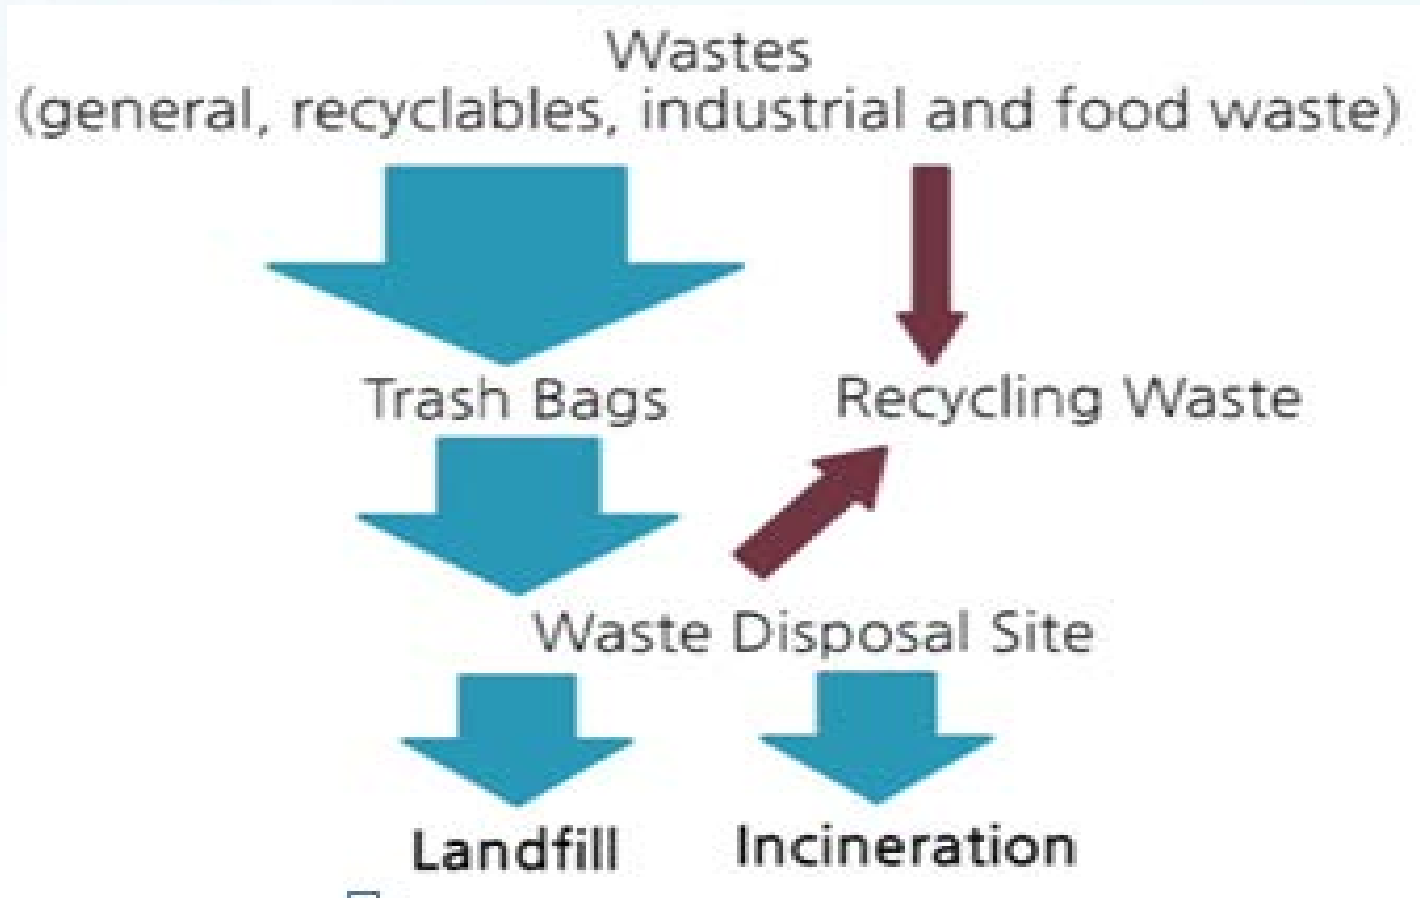 Wastes
(general, recyclables, industrial and food waste)
Trash Bags
Recycling Waste
Waste Disposal Site
Landfill
Incineration